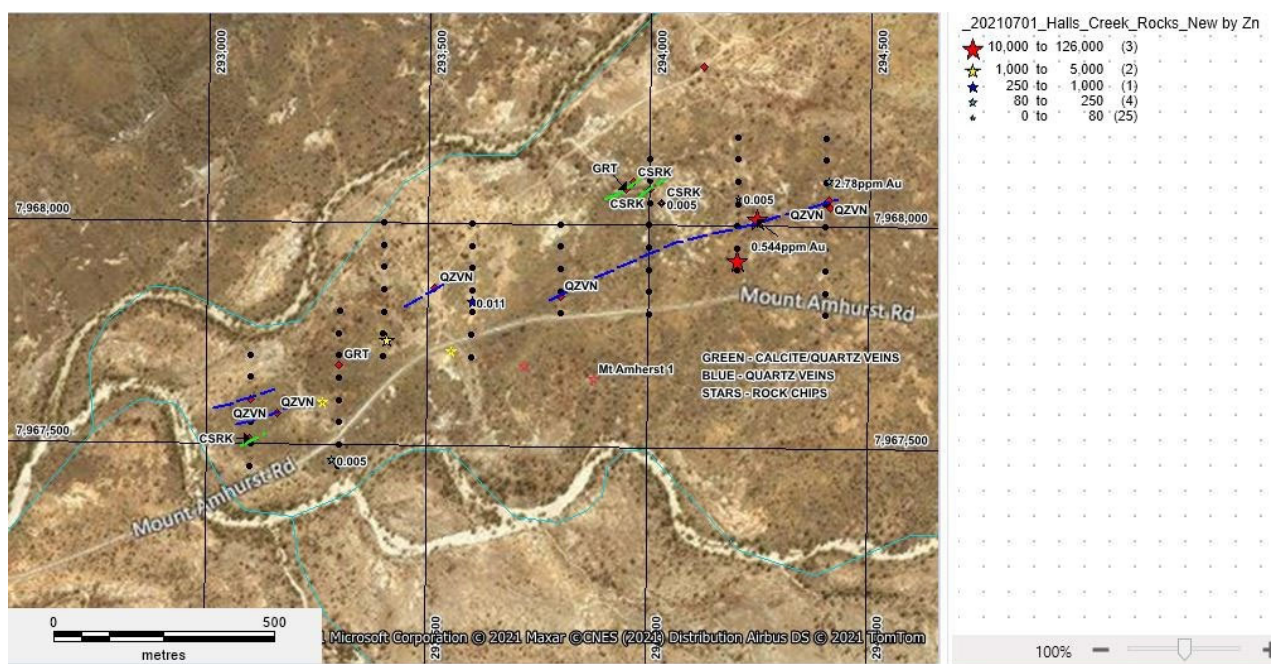 _20210701_Halls_Creek_Rocks_New by Zn
10,000 to 126,000 (3)
1,000 to 5,000 (2)
250 to 1,000 (1)
80 to 250 (4)
0 to 80 (25)
293,000
293,500
294,000
294,500
GRT
CSRK
CSRK
CSRK
0.005
2.78ppm Au
0.005
7,968,000
7,968,000
QZVN
QZVN
0.544ppm Au
QZVN
QZVN
0.011
Mount Amhurst Rd
GRT
Mt Amherst 1
GREEN - CALCITE/QUARTZ VEINS
BLUE - QUARTZ VEINS
STARS - ROCK CHIPS
QZVN
QZVN
CSRK
7,967,500
7,967,500
0.005
Mount Amhurst Rd
0 500
metres
Microsoft Corporation © 2021 Maxar ©CNES (2021) Distribution Airbus DS © 2021 TomTom
294,500
100%